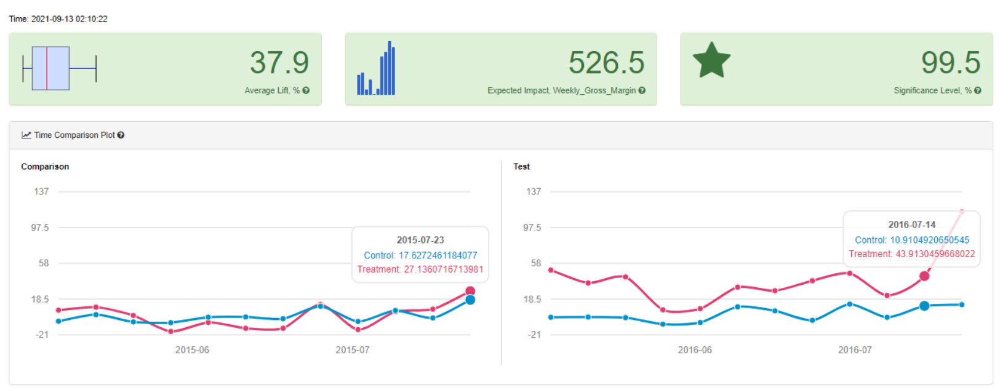 Time: 2021-09-13 02:10:22
37.9
Average Lift, % ?
526.5
Expected Impact, Weekly_Gross_Margin ?
99.5
Significance Level, % ?
Time Comparison Plot ?
Comparison
137
97.5
58
18.5
-21
2015-06
2015-07
2015-07-23
Control: 17.6272461184077
Treatment: 27.1360716713981
Test
137
97.5
58
18.5
-21
2016-06
2016-07
2016-07-14
Control: 10.9104920650545
Treatment: 43.9130459668022